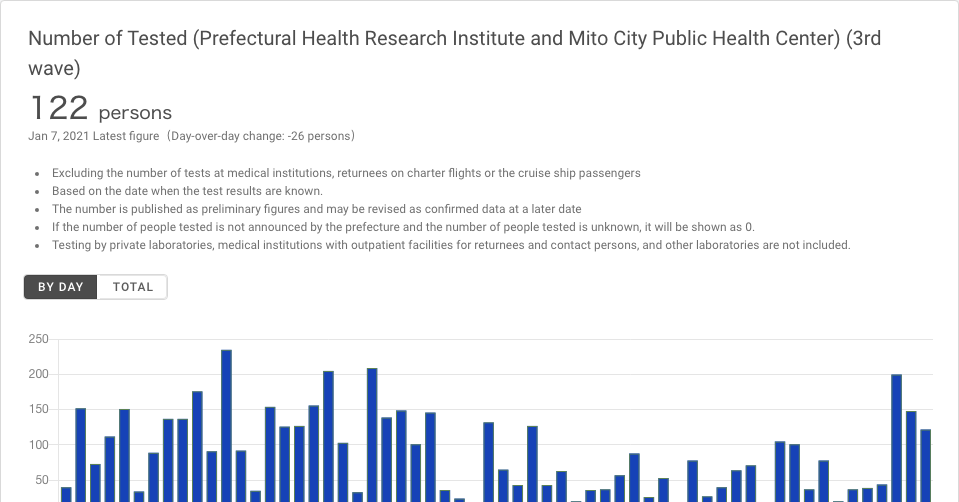 Number of Tested (Prefectural Health Research Institute and Mito City Public Health Center) (3rd
wave)
122 persons
Jan 7, 2021 Latest figure（Day-over-day change: -26 persons）
• Excluding the number of tests at medical institutions, returnees on charter flights or the cruise ship passengers
• Based on the date when the test results are known.
• The number is published as preliminary figures and may be revised as confirmed data at a later date
• If the number of people tested is not announced by the prefecture and the number of people tested is unknown, it will be shown as 0.
• Testing by private laboratories, medical institutions with outpatient facilities for returnees and contact persons, and other laboratories are not included.
BY DAY TOTAL
250
200
150
100
50